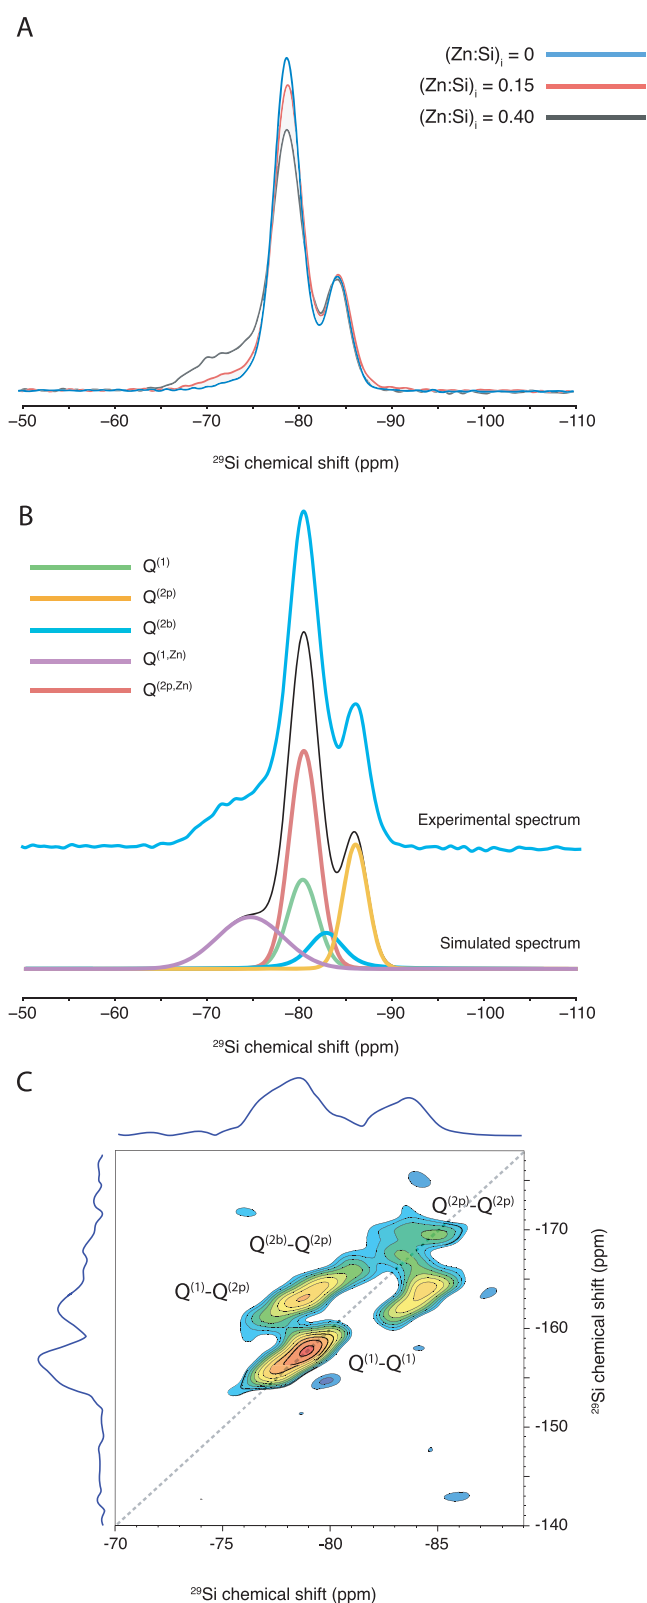 A
(Zn:Si)i = 0
(Zn:Si)i = 0.15
(Zn:Si)i = 0.40
−50 −60 −70 −80 −90 −100 −110
29Si chemical shift (ppm)
B
Q(1)
Q(2p)
Q(2b)
Q(1,Zn)
Q(2p,Zn)
Experimental spectrum
Simulated spectrum
−50 −60 −70 −80 −90 −100 −110
29Si chemical shift (ppm)
C
Q(2p)-Q(2p)
Q(2b)-Q(2p)
Q(1)-Q(2p)
Q(1)-Q(1)
-170
-160
-150
-140
29Si chemical shift (ppm)
-70 -75 -80 -85
29Si chemical shift (ppm)